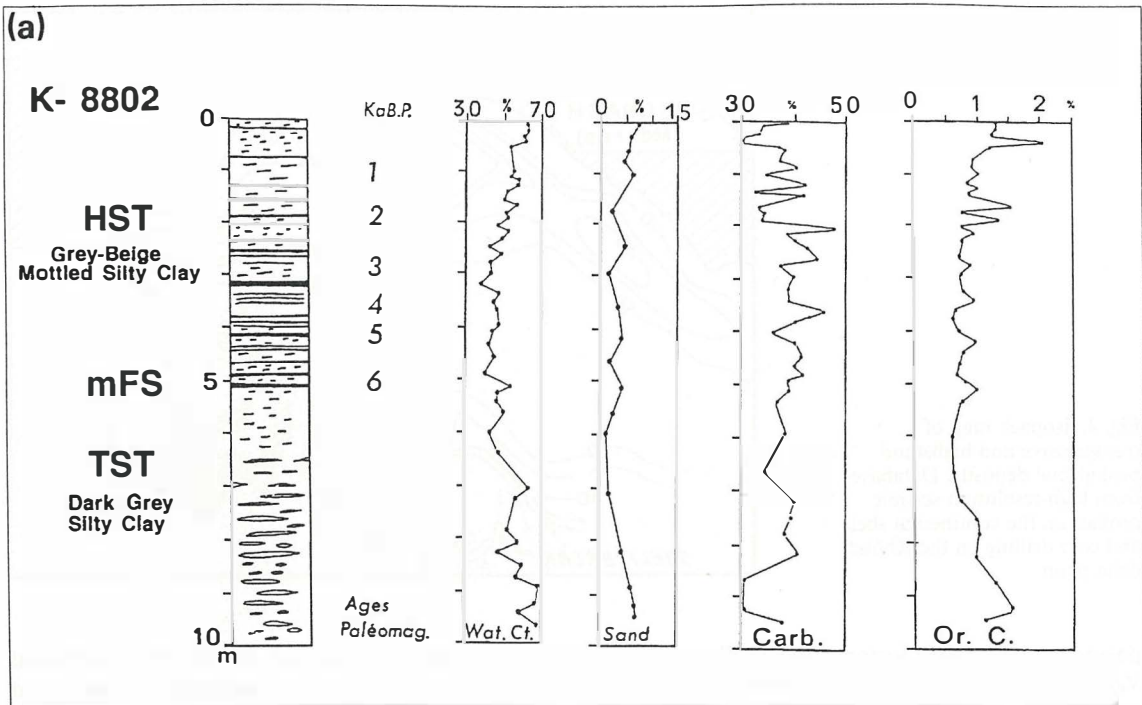 (a)
K- 8802
KaB.P.
30 % 70
0 % 15
30 % 50
0 1 2 %
0
1
HST
2
Grey-Beige
Mottled Silty Clay
3
4
5
mFS
5
6
TST
Dark Grey
Silty Clay
Ages
Paléomag.
10
m
Wat. Ct.
Sand
Carb.
Or. C.